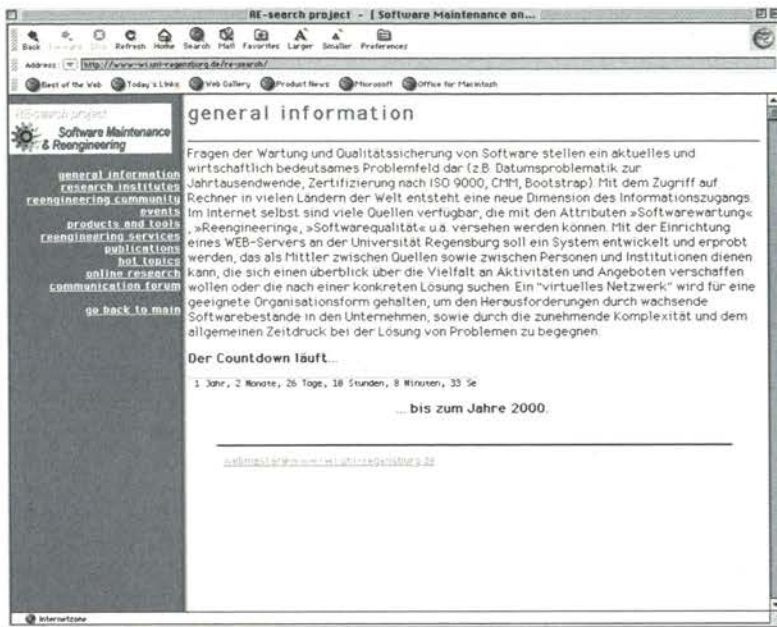 RE-search project - [ Software Maintenance an...
Back Refresh Home Search Mail Favorites Larger Smaller Preferences
Address: http://www-wi.uni-regensburg.de/re-search/
Best of the Web Today's Links Web Gallery Product News Microsoft Office for Macintosh
RE-search project
Software Maintenance
& Reengineering
general information
research institutes
reengineering community
events
products and tools
reengineering services
publications
hot topics
online research
communication forum
go back to main
general information
Fragen der Wartung und Qualitätssicherung von Software stellen ein aktuelles und
wirtschaftlich bedeutsames Problemfeld dar (z.B. Datumsproblematik zur
Jahrtausendwende, Zertifizierung nach ISO 9000, CMM, Bootstrap). Mit dem Zugriff auf
Rechner in vielen Ländern der Welt entsteht eine neue Dimension des Informationszugangs.
Im Internet selbst sind viele Quellen verfügbar, die mit den Attributen »Softwarewartung«
, »Reengineering«, »Softwarequalität« u.a. versehen werden können. Mit der Einrichtung
eines WEB-Servers an der Universität Regensburg soll ein System entwickelt und erprobt
werden, das als Mittler zwischen Quellen sowie zwischen Personen und Institutionen dienen
kann, die sich einen überblick über die Vielfalt an Aktivitäten und Angeboten verschaffen
wollen oder die nach einer konkreten Lösung suchen. Ein "virtuelles Netzwerk" wird für eine
geeignete Organisationsform gehalten, um den Herausforderungen durch wachsende
Softwarebestände in den Unternehmen, sowie durch die zunehmende Komplexität und dem
allgemeinen Zeitdruck bei der Lösung von Problemen zu begegnen.
Der Countdown läuft...
1 Jahr, 2 Monate, 26 Tage, 18 Stunden, 8 Minuten, 33 Se
... bis zum Jahre 2000.
webmaster@www-wi.uni-regensburg.de
Internetzone